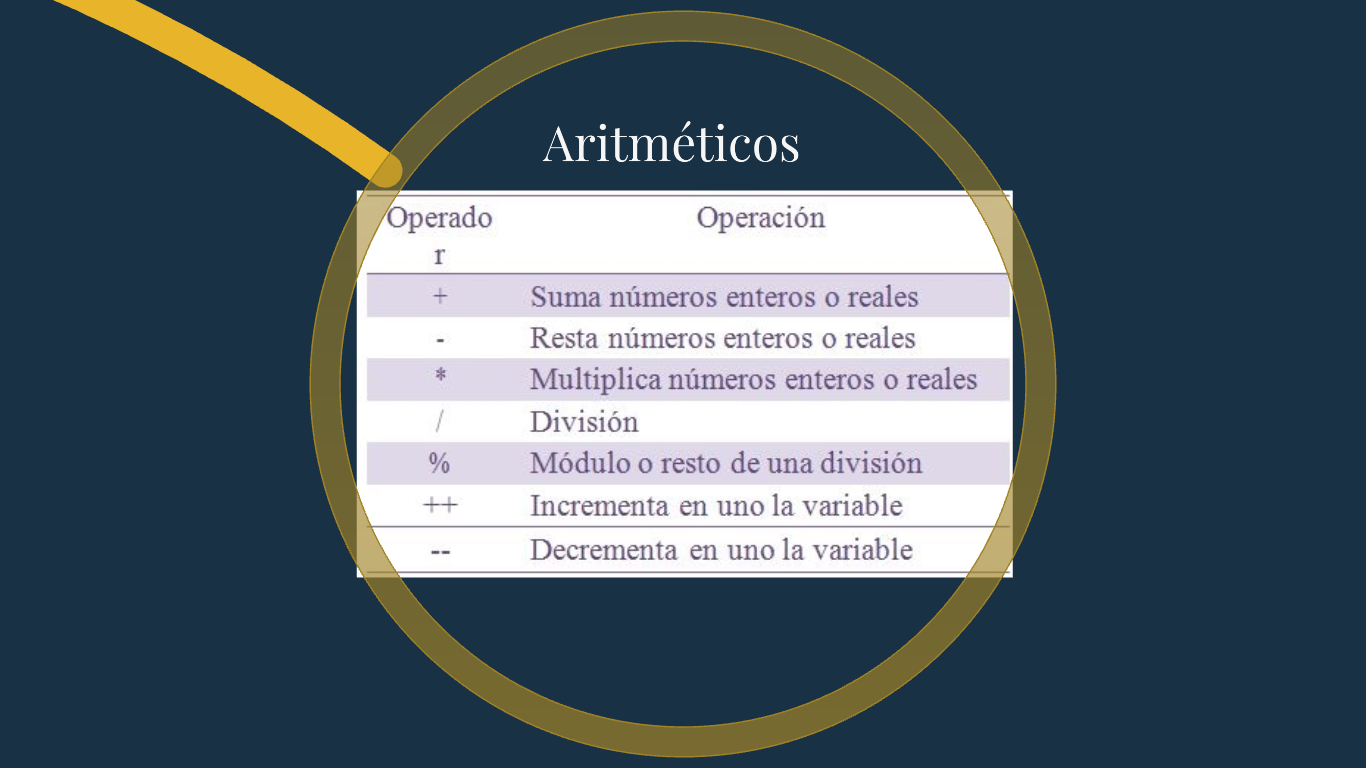 Aritméticos
Operado Operación
r
+ Suma números enteros o reales
- Resta números enteros o reales
* Multiplica números enteros o reales
/ División
% Módulo o resto de una división
++ Incrementa en uno la variable
-- Decrementa en uno la variable